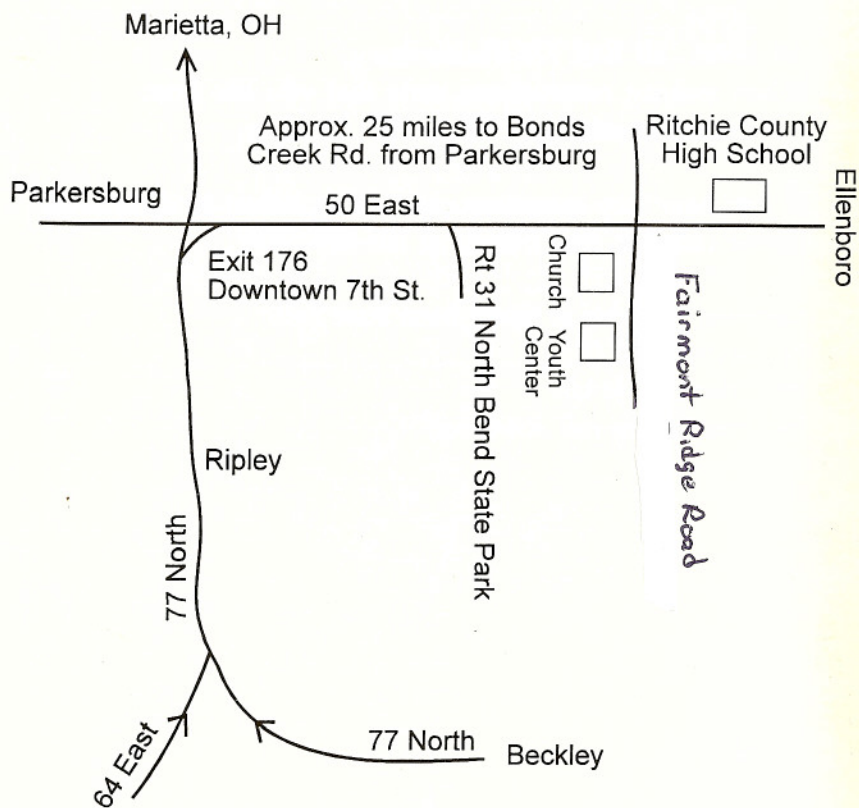 Marietta, OH
Approx. 25 miles to Bonds
Creek Rd. from Parkersburg
Ritchie County
High School
Parkersburg
50 East
Ellenboro
Exit 176
Downtown 7th St.
Rt 31 North Bend State Park
Church
Youth
Center
Fairmont Ridge Road
Ripley
77 North
64 East
77 North
Beckley